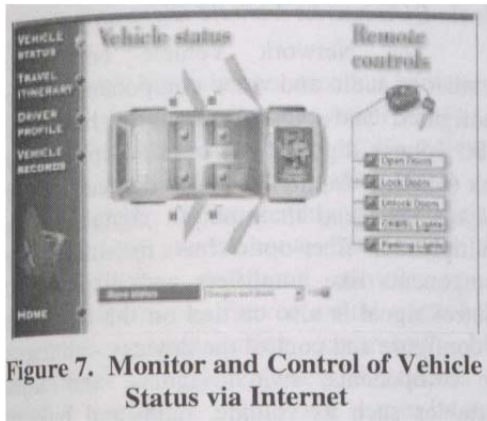 VEHICLE
STATUS
TRAVEL
ITINERARY
DRIVER
PROFILE
VEHICLE
RECORDS
HOME
Vehicle status
Remote
controls
Open Doors
Lock Doors
Unlock Doors
Lights
Parking Lights
Figure 7. Monitor and Control of Vehicle
Status via Internet